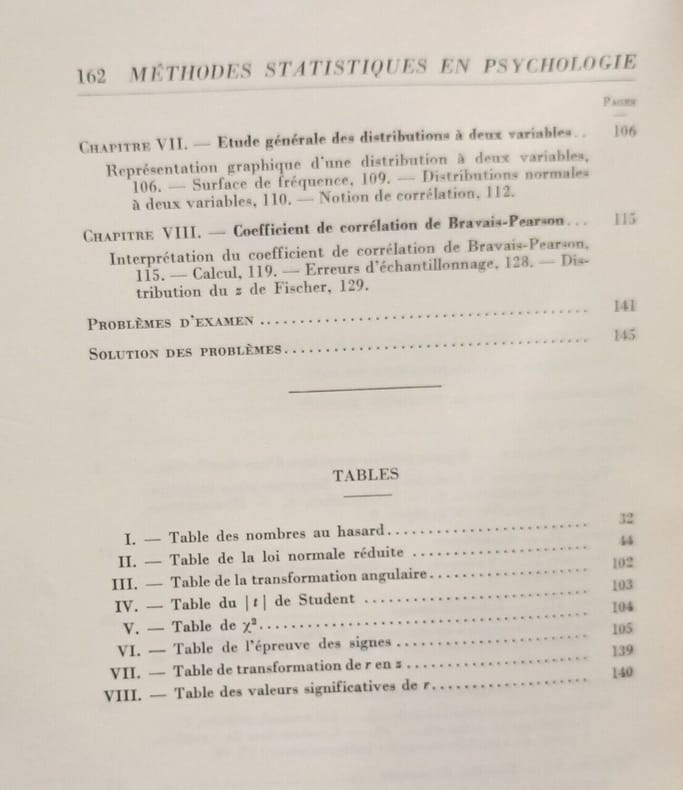 162 MÉTHODES STATISTIQUES EN PSYCHOLOGIE
Pages
CHAPITRE VII. — Etude générale des distributions à deux variables.. 106
Représentation graphique d'une distribution à deux variables,
106. — Surface de fréquence, 109. — Distributions normales
à deux variables, 110. — Notion de corrélation, 112.
CHAPITRE VIII. — Coefficient de corrélation de Bravais-Pearson... 115
Interprétation du coefficient de corrélation de Bravais-Pearson,
115. — Calcul, 119. — Erreurs d'échantillonnage, 128. — Dis-
tribution du z de Fischer, 129.
PROBLÈMES D'EXAMEN ........................................ 141
SOLUTION DES PROBLÈMES..................................... 145
TABLES
I. — Table des nombres au hasard......................... 32
II. — Table de la loi normale réduite ...................... 44
III. — Table de la transformation angulaire.................... 102
IV. — Table du |t| de Student ............................ 103
V. — Table de χ²........................................ 104
VI. — Table de l'épreuve des signes ........................ 105
VII. — Table de transformation de r en z ...................... 139
VIII. — Table des valeurs significatives de r.................... 140